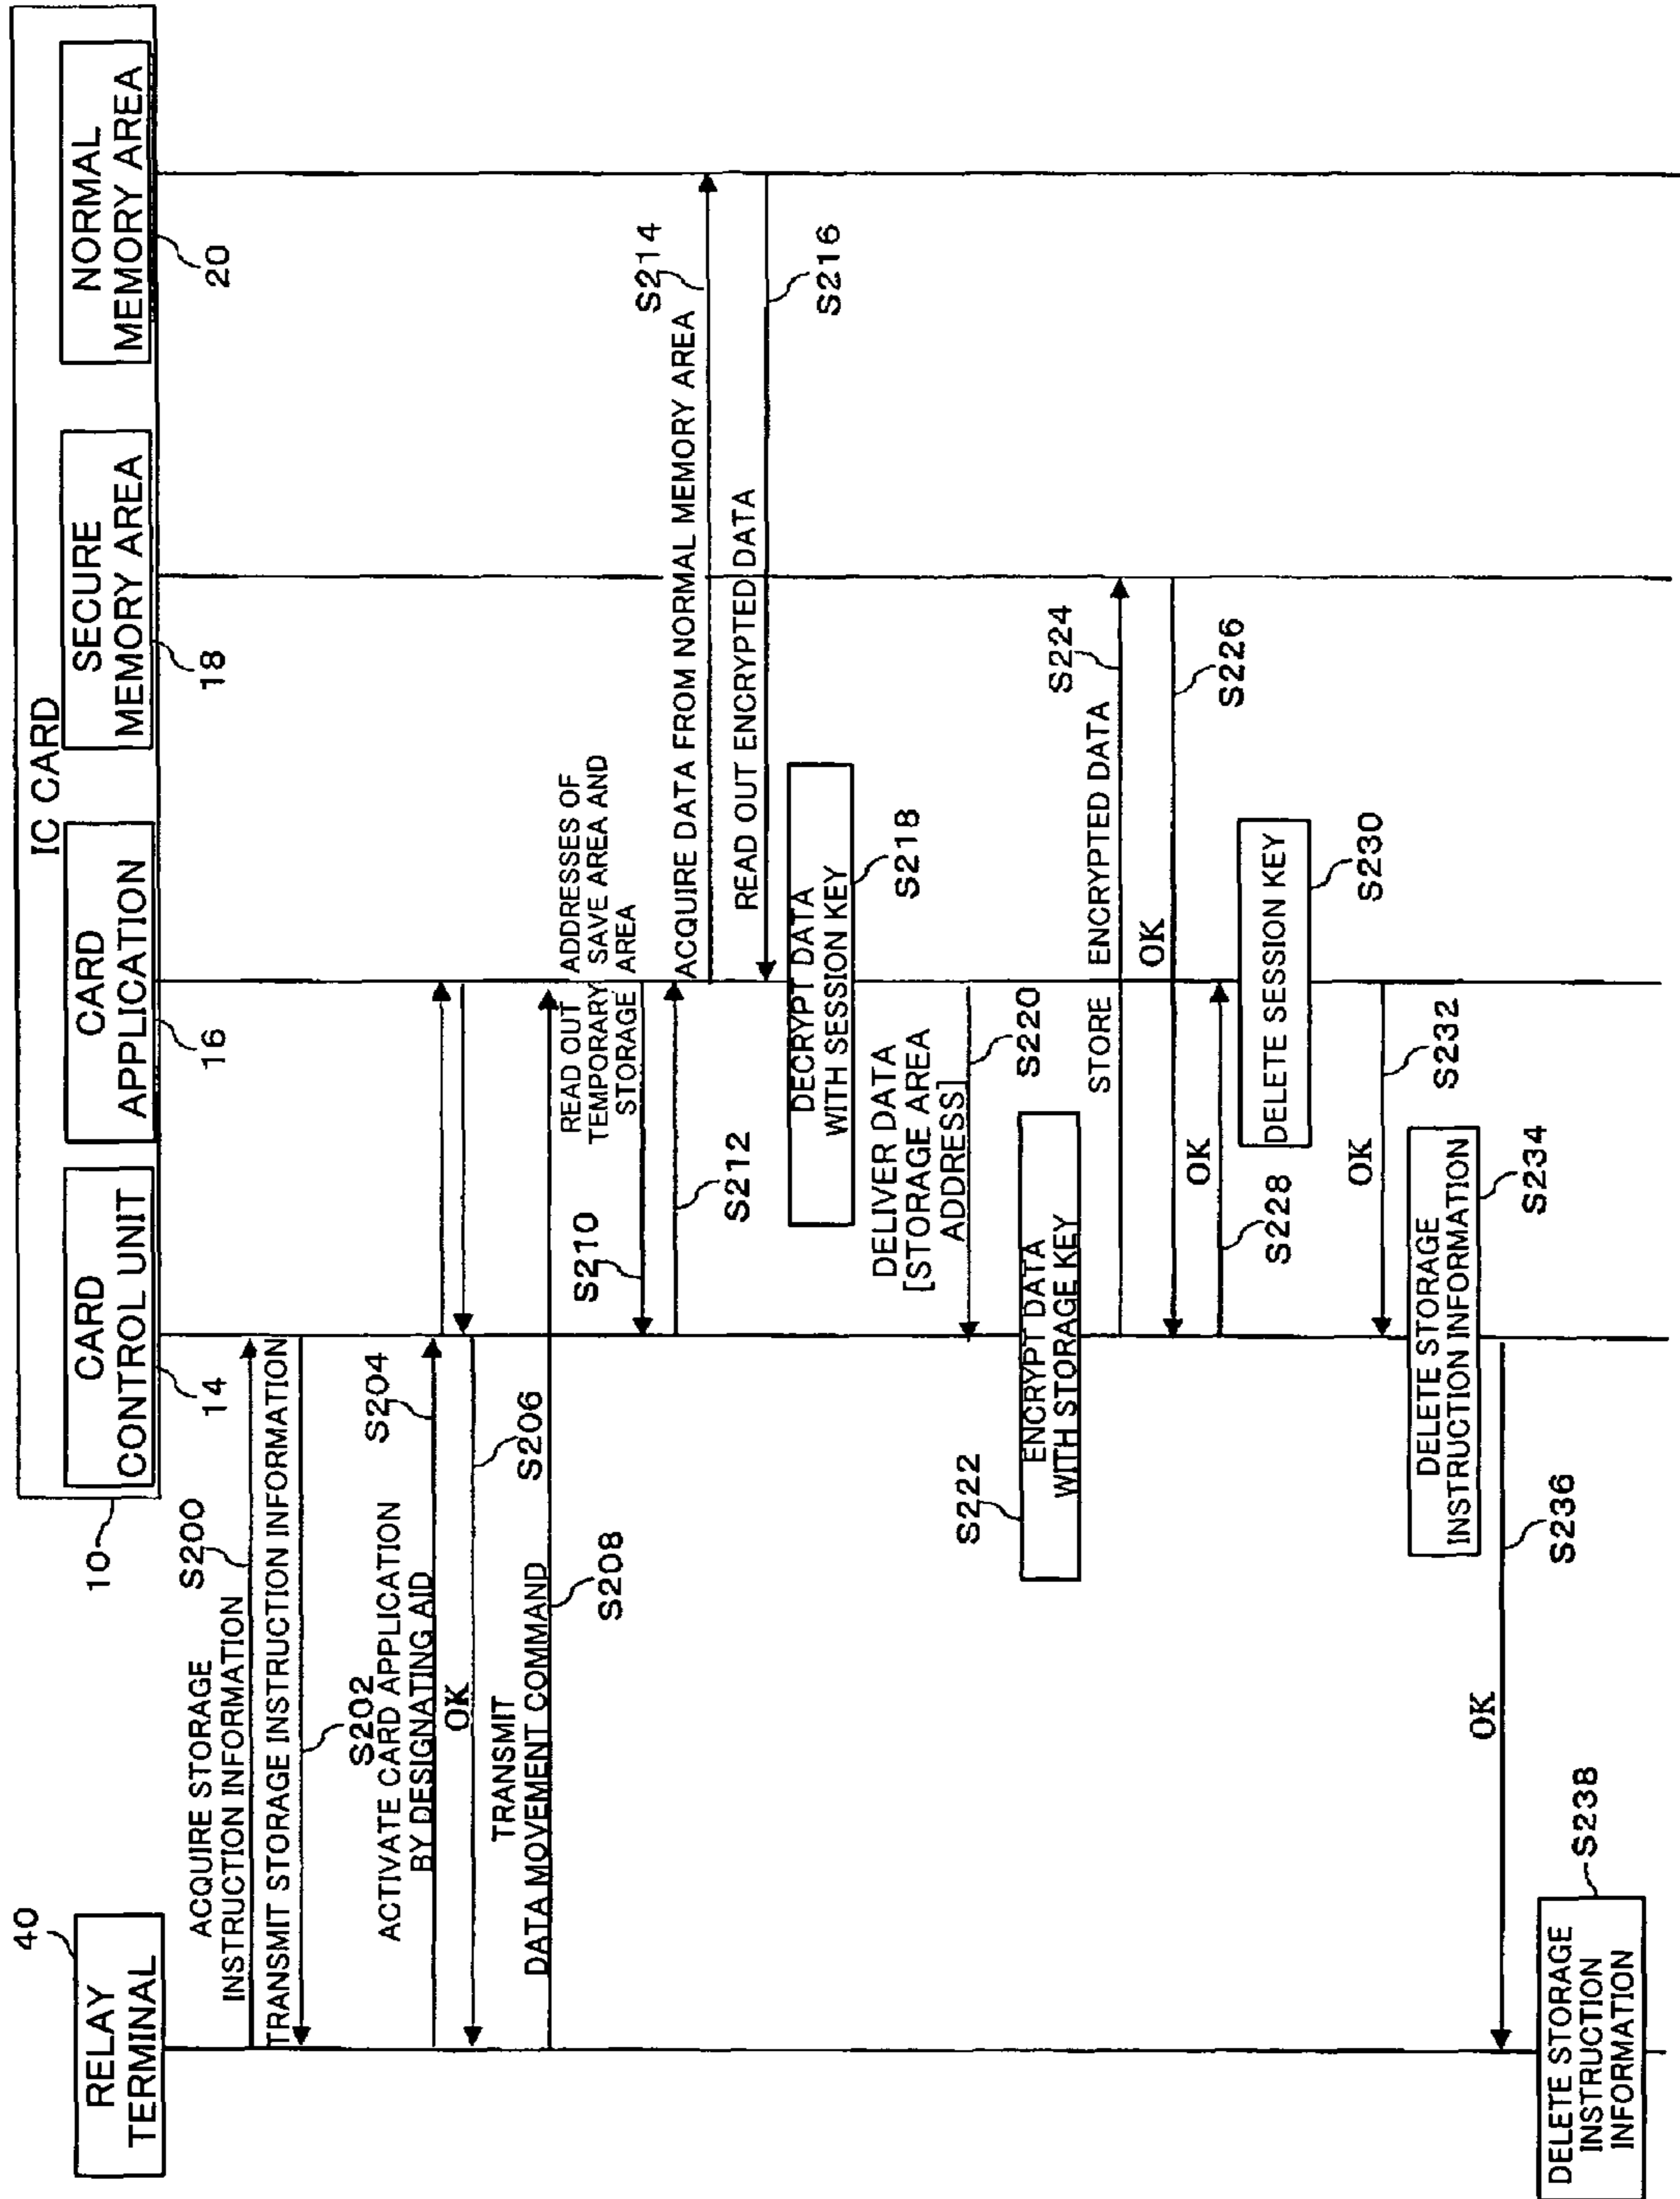 40
RELAY
TERMINAL
10
IC CARD
CARD
CONTROL UNIT
14
CARD
APPLICATION
16
SECURE
MEMORY AREA
18
NORMAL
MEMORY AREA
20
ACQUIRE STORAGE
INSTRUCTION INFORMATION
S200
TRANSMIT STORAGE INSTRUCTION INFORMATION
S202
ACTIVATE CARD APPLICATION
BY DESIGNATING AID
S204
OK
S206
TRANSMIT
DATA MOVEMENT COMMAND
S208
READ OUT ADDRESSES OF
TEMPORARY SAVE AREA AND
STORAGE AREA
S210
S212
ACQUIRE DATA FROM NORMAL MEMORY AREA
S214
READ OUT ENCRYPTED DATA
S216
DECRYPT DATA
WITH SESSION KEY
S218
DELIVER DATA
[STORAGE AREA
ADDRESS]
S220
ENCRYPT DATA
WITH STORAGE KEY
S222
STORE ENCRYPTED DATA
S224
OK
S226
OK
S228
DELETE SESSION KEY
S230
OK
S232
DELETE STORAGE
INSTRUCTION INFORMATION
S234
OK
S236
DELETE STORAGE
INSTRUCTION
INFORMATION
S238